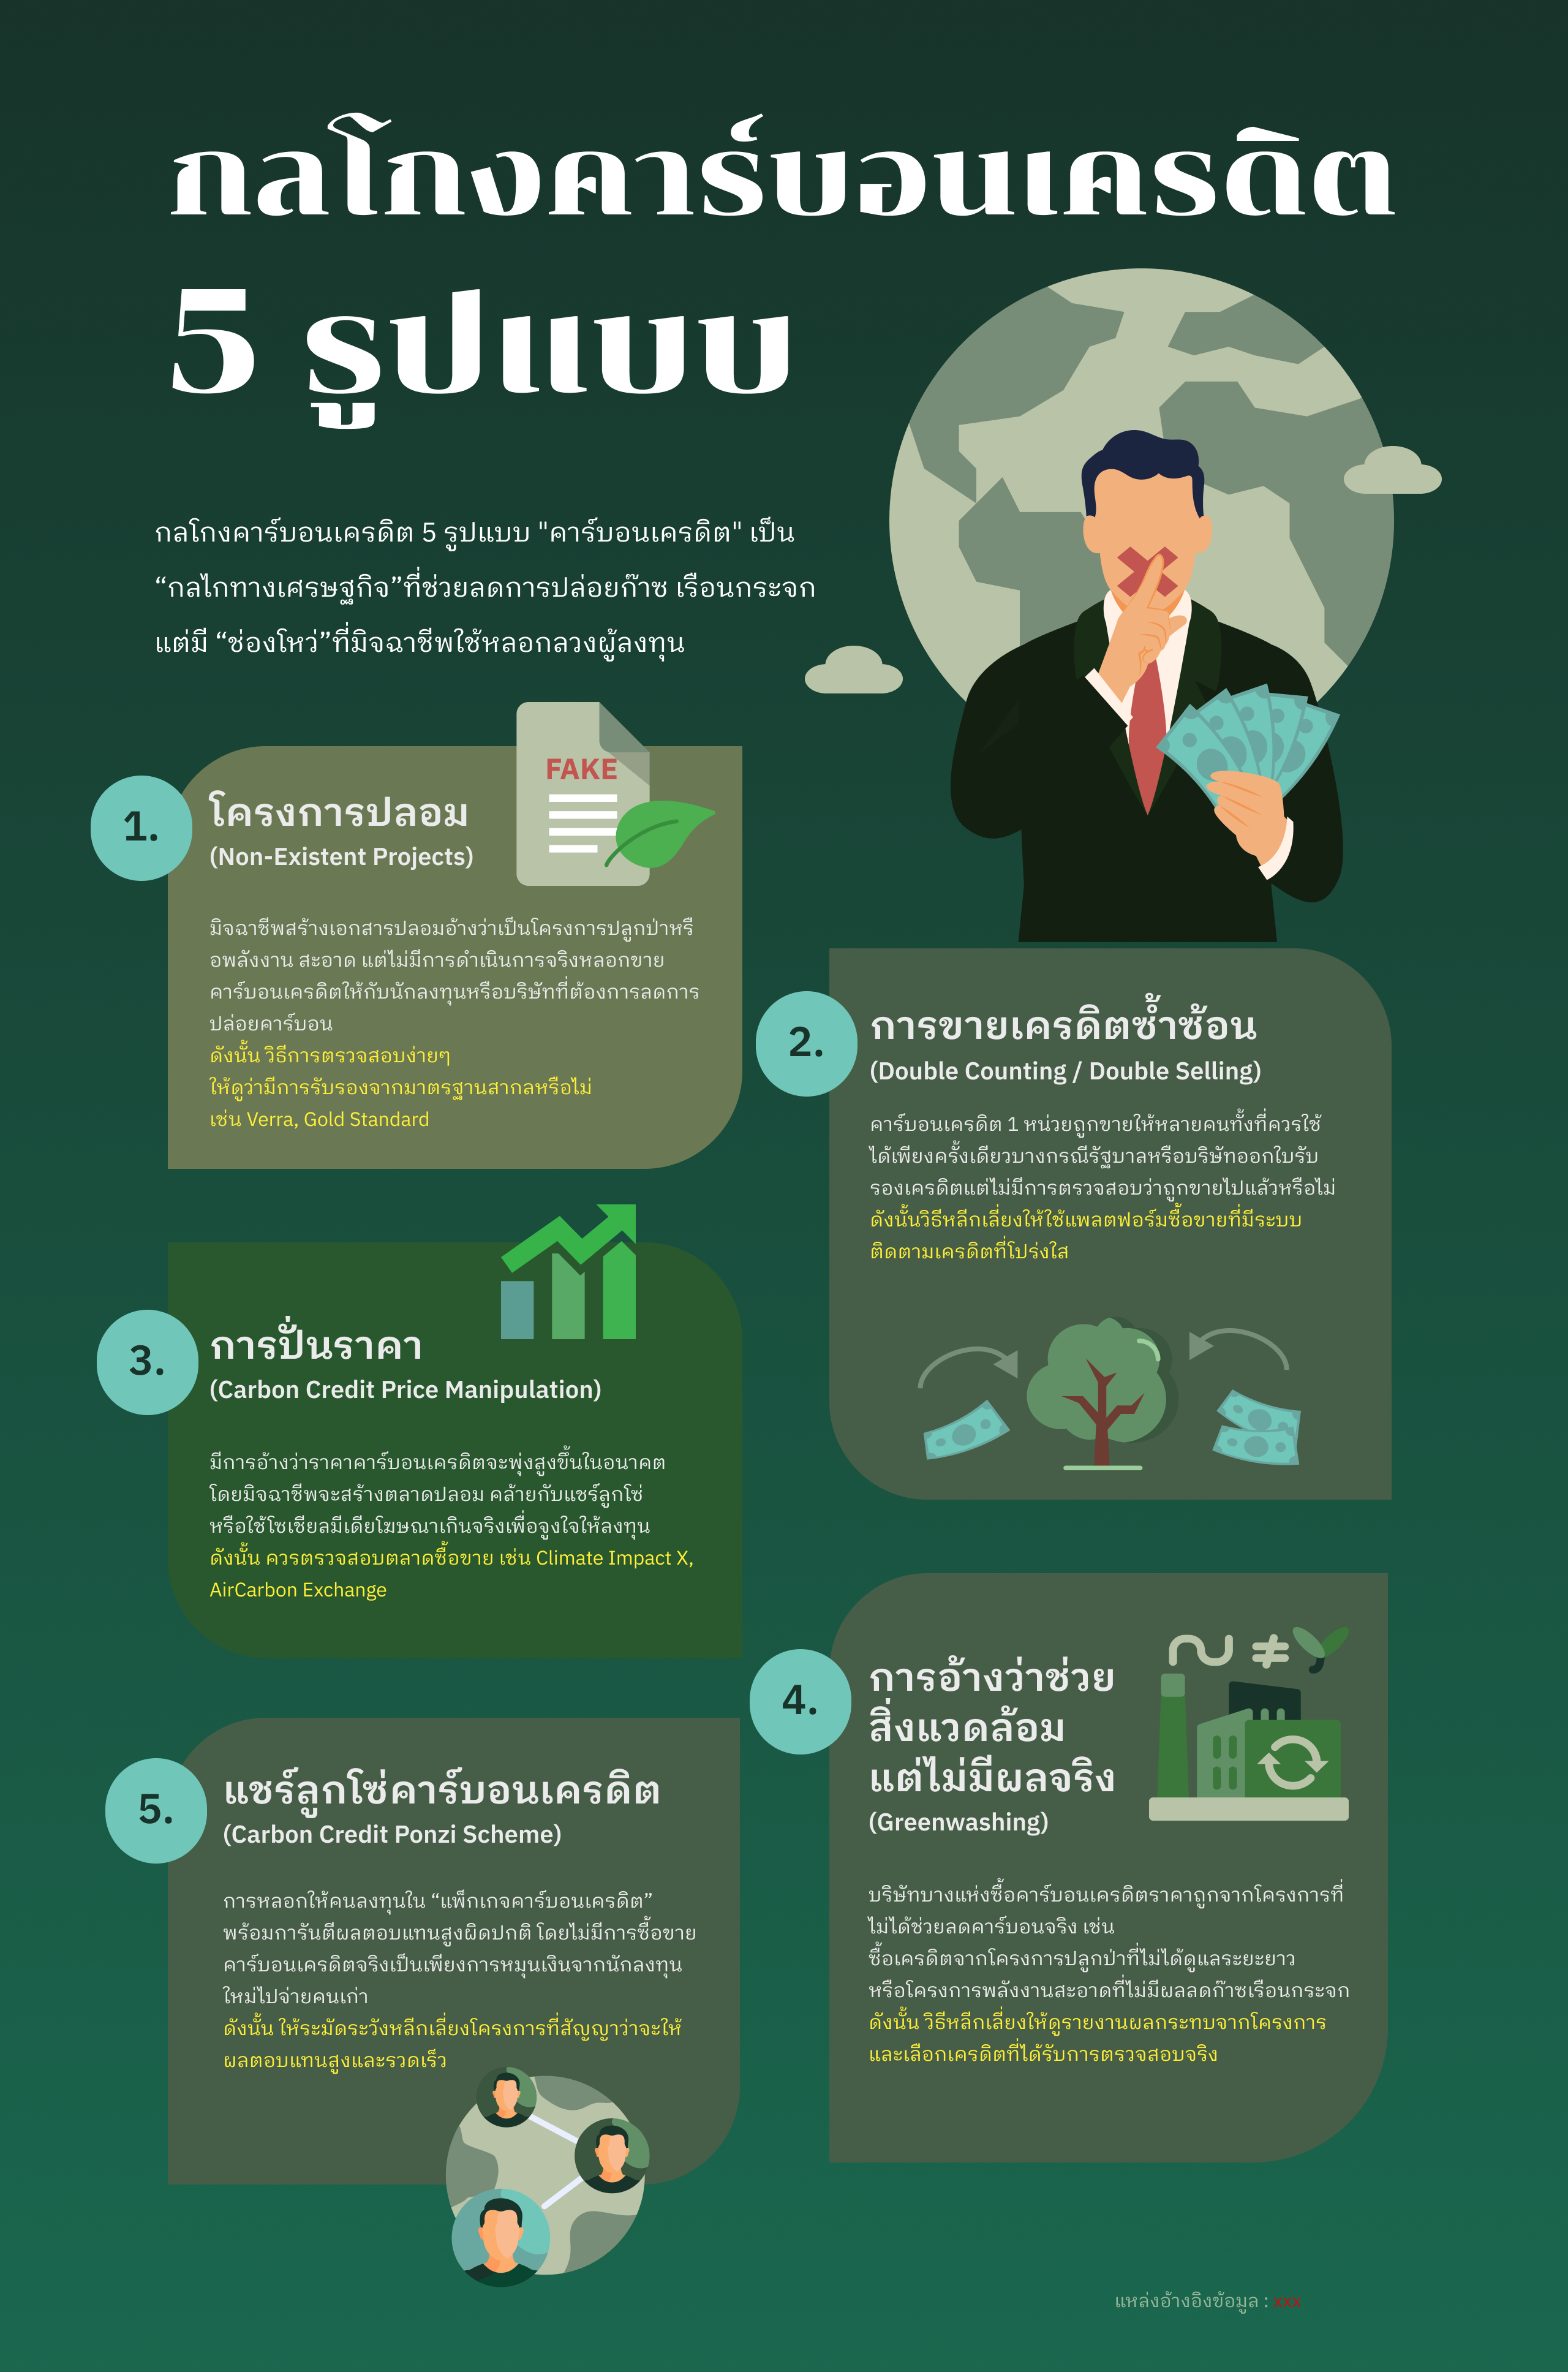 กลโกงคาร์บอนเครดิต
5 รูปแบบ
กลโกงคาร์บอนเครดิต 5 รูปแบบ "คาร์บอนเครดิต" เป็น
“กลไกทางเศรษฐกิจ”ที่ช่วยลดการปล่อยก๊าซ เรือนกระจก
แต่มี “ช่องโหว่”ที่มิจฉาชีพใช้หลอกลวงผู้ลงทุน
FAKE
1.
โครงการปลอม
(Non-Existent Projects)
มิจฉาชีพสร้างเอกสารปลอมอ้างว่าเป็นโครงการปลูกป่าหรื
อพลังงาน สะอาด แต่ไม่มีการดำเนินการจริงหลอกขาย
คาร์บอนเครดิตให้กับนักลงทุนหรือบริษัทที่ต้องการลดการ
ปล่อยคาร์บอน
ดังนั้น วิธีการตรวจสอบง่ายๆ
ให้ดูว่ามีการรับรองจากมาตรฐานสากลหรือไม่
เช่น Verra, Gold Standard
2.
การขายเครดิตซ้ำซ้อน
(Double Counting / Double Selling)
คาร์บอนเครดิต 1 หน่วยถูกขายให้หลายคนทั้งที่ควรใช้
ได้เพียงครั้งเดียวบางกรณีรัฐบาลหรือบริษัทออกใบรับ
รองเครดิตแต่ไม่มีการตรวจสอบว่าถูกขายไปแล้วหรือไม่
ดังนั้นวิธีหลีกเลี่ยงให้ใช้แพลตฟอร์มซื้อขายที่มีระบบ
ติดตามเครดิตที่โปร่งใส
3.
การปั่นราคา
(Carbon Credit Price Manipulation)
มีการอ้างว่าราคาคาร์บอนเครดิตจะพุ่งสูงขึ้นในอนาคต
โดยมิจฉาชีพจะสร้างตลาดปลอม คล้ายกับแชร์ลูกโซ่
หรือใช้โซเชียลมีเดียโฆษณาเกินจริงเพื่อจูงใจให้ลงทุน
ดังนั้น ควรตรวจสอบตลาดซื้อขาย เช่น Climate Impact X,
AirCarbon Exchange
4.
การอ้างว่าช่วย
สิ่งแวดล้อม
แต่ไม่มีผลจริง
(Greenwashing)
บริษัทบางแห่งซื้อคาร์บอนเครดิตราคาถูกจากโครงการที่
ไม่ได้ช่วยลดคาร์บอนจริง เช่น
ซื้อเครดิตจากโครงการปลูกป่าที่ไม่ได้ดูแลระยะยาว
หรือโครงการพลังงานสะอาดที่ไม่มีผลลดก๊าซเรือนกระจก
ดังนั้น วิธีหลีกเลี่ยงให้ดูรายงานผลกระทบจากโครงการ
และเลือกเครดิตที่ได้รับการตรวจสอบจริง
5.
แชร์ลูกโซ่คาร์บอนเครดิต
(Carbon Credit Ponzi Scheme)
การหลอกให้คนลงทุนใน “แพ็กเกจคาร์บอนเครดิต”
พร้อมการันตีผลตอบแทนสูงผิดปกติ โดยไม่มีการซื้อขาย
คาร์บอนเครดิตจริงเป็นเพียงการหมุนเงินจากนักลงทุน
ใหม่ไปจ่ายคนเก่า
ดังนั้น ให้ระมัดระวังหลีกเลี่ยงโครงการที่สัญญาว่าจะให้
ผลตอบแทนสูงและรวดเร็ว
แหล่งอ้างอิงข้อมูล : xxx